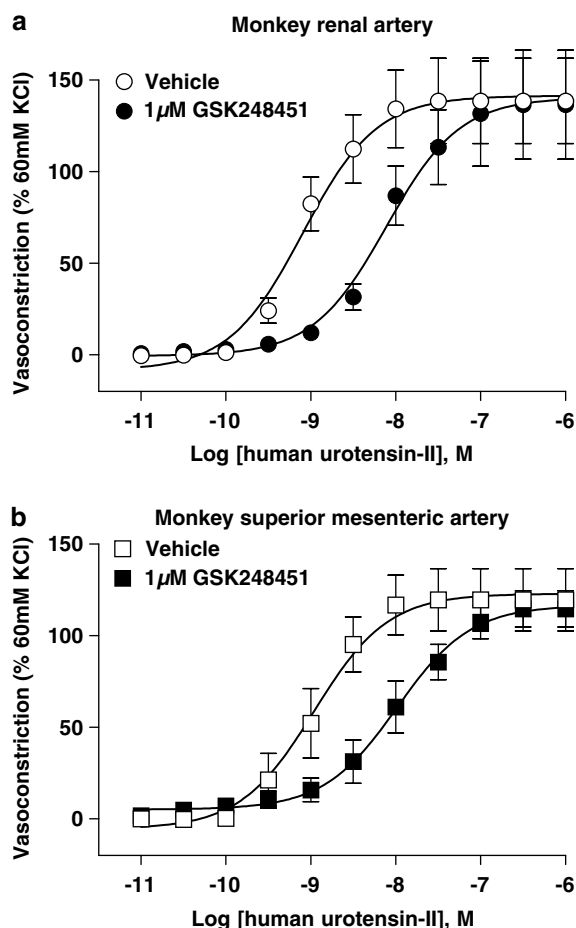 a
Monkey renal artery
Vehicle
1μM GSK248451
Vasoconstriction (% 60mM KCl)
150
100
50
0
-11 -10 -9 -8 -7 -6
Log [human urotensin-II], M
b
Monkey superior mesenteric artery
Vehicle
1μM GSK248451
Vasoconstriction (% 60mM KCl)
150
100
50
0
-11 -10 -9 -8 -7 -6
Log [human urotensin-II], M